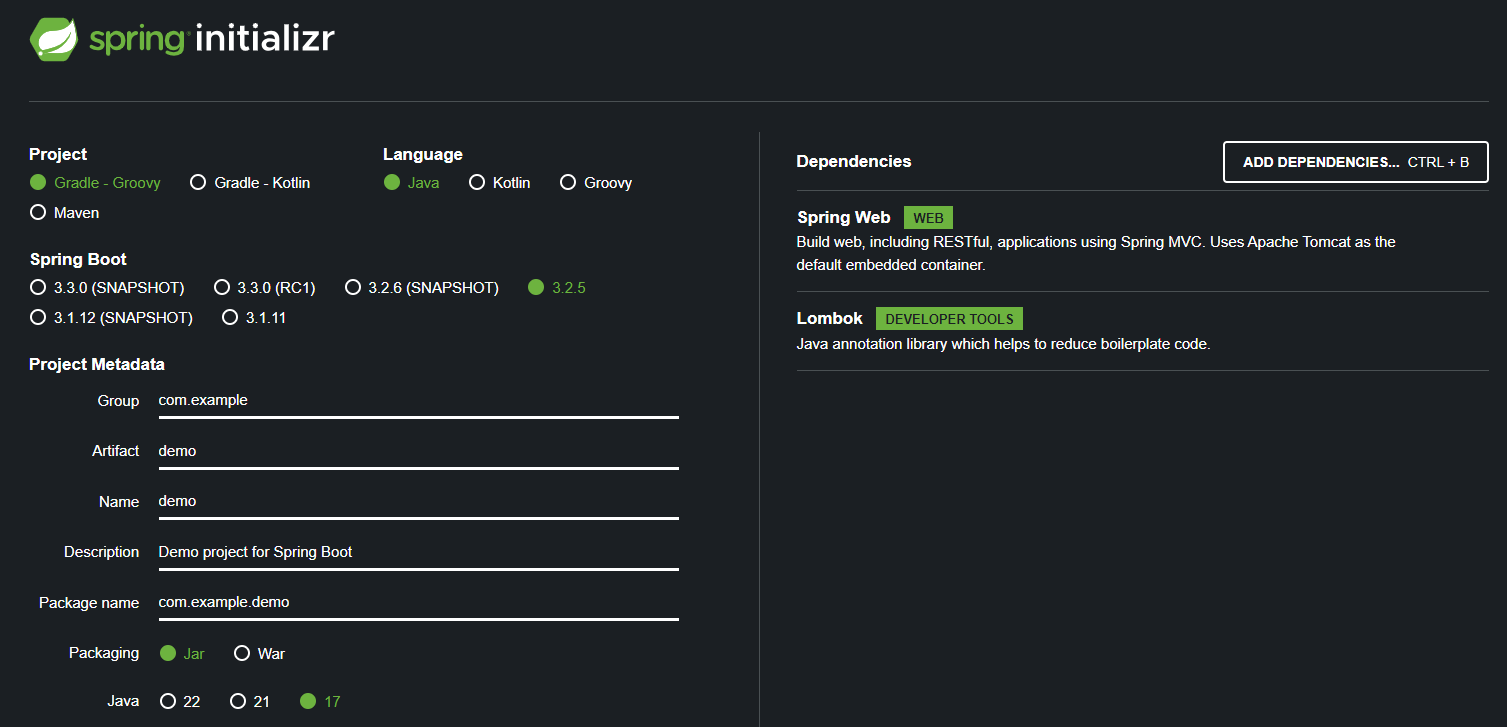 spring initializr
Project
Gradle - Groovy Gradle - Kotlin
Maven
Language
Java Kotlin Groovy
Spring Boot
3.3.0 (SNAPSHOT) 3.3.0 (RC1) 3.2.6 (SNAPSHOT) 3.2.5
3.1.12 (SNAPSHOT) 3.1.11
Project Metadata
Group com.example
Artifact demo
Name demo
Description Demo project for Spring Boot
Package name com.example.demo
Packaging Jar War
Java 22 21 17
Dependencies
ADD DEPENDENCIES... CTRL + B
Spring Web WEB
Build web, including RESTful, applications using Spring MVC. Uses Apache Tomcat as the
default embedded container.
Lombok DEVELOPER TOOLS
Java annotation library which helps to reduce boilerplate code.